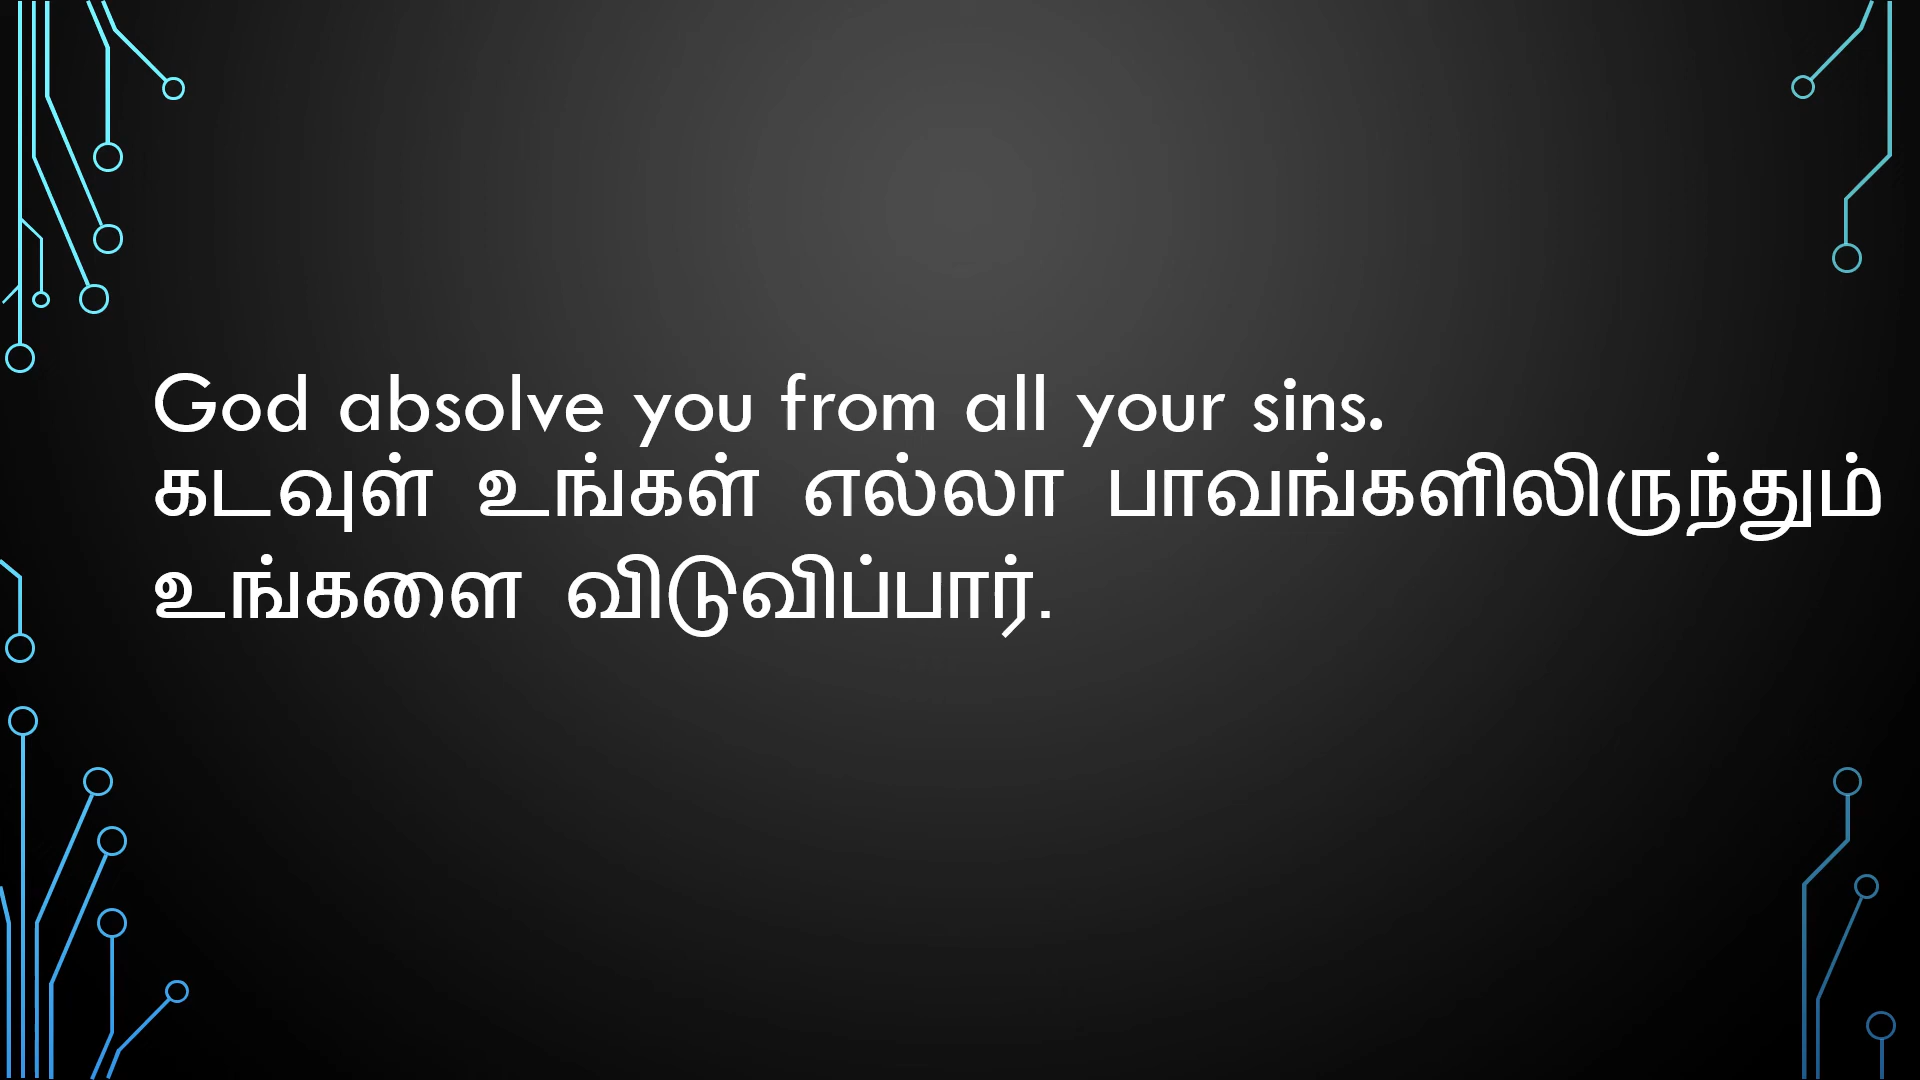 God absolve you from all your sins.
கடவுள் உங்கள் எல்லா பாவங்களிலிருந்தும்
உங்களை விடுவிப்பார்.